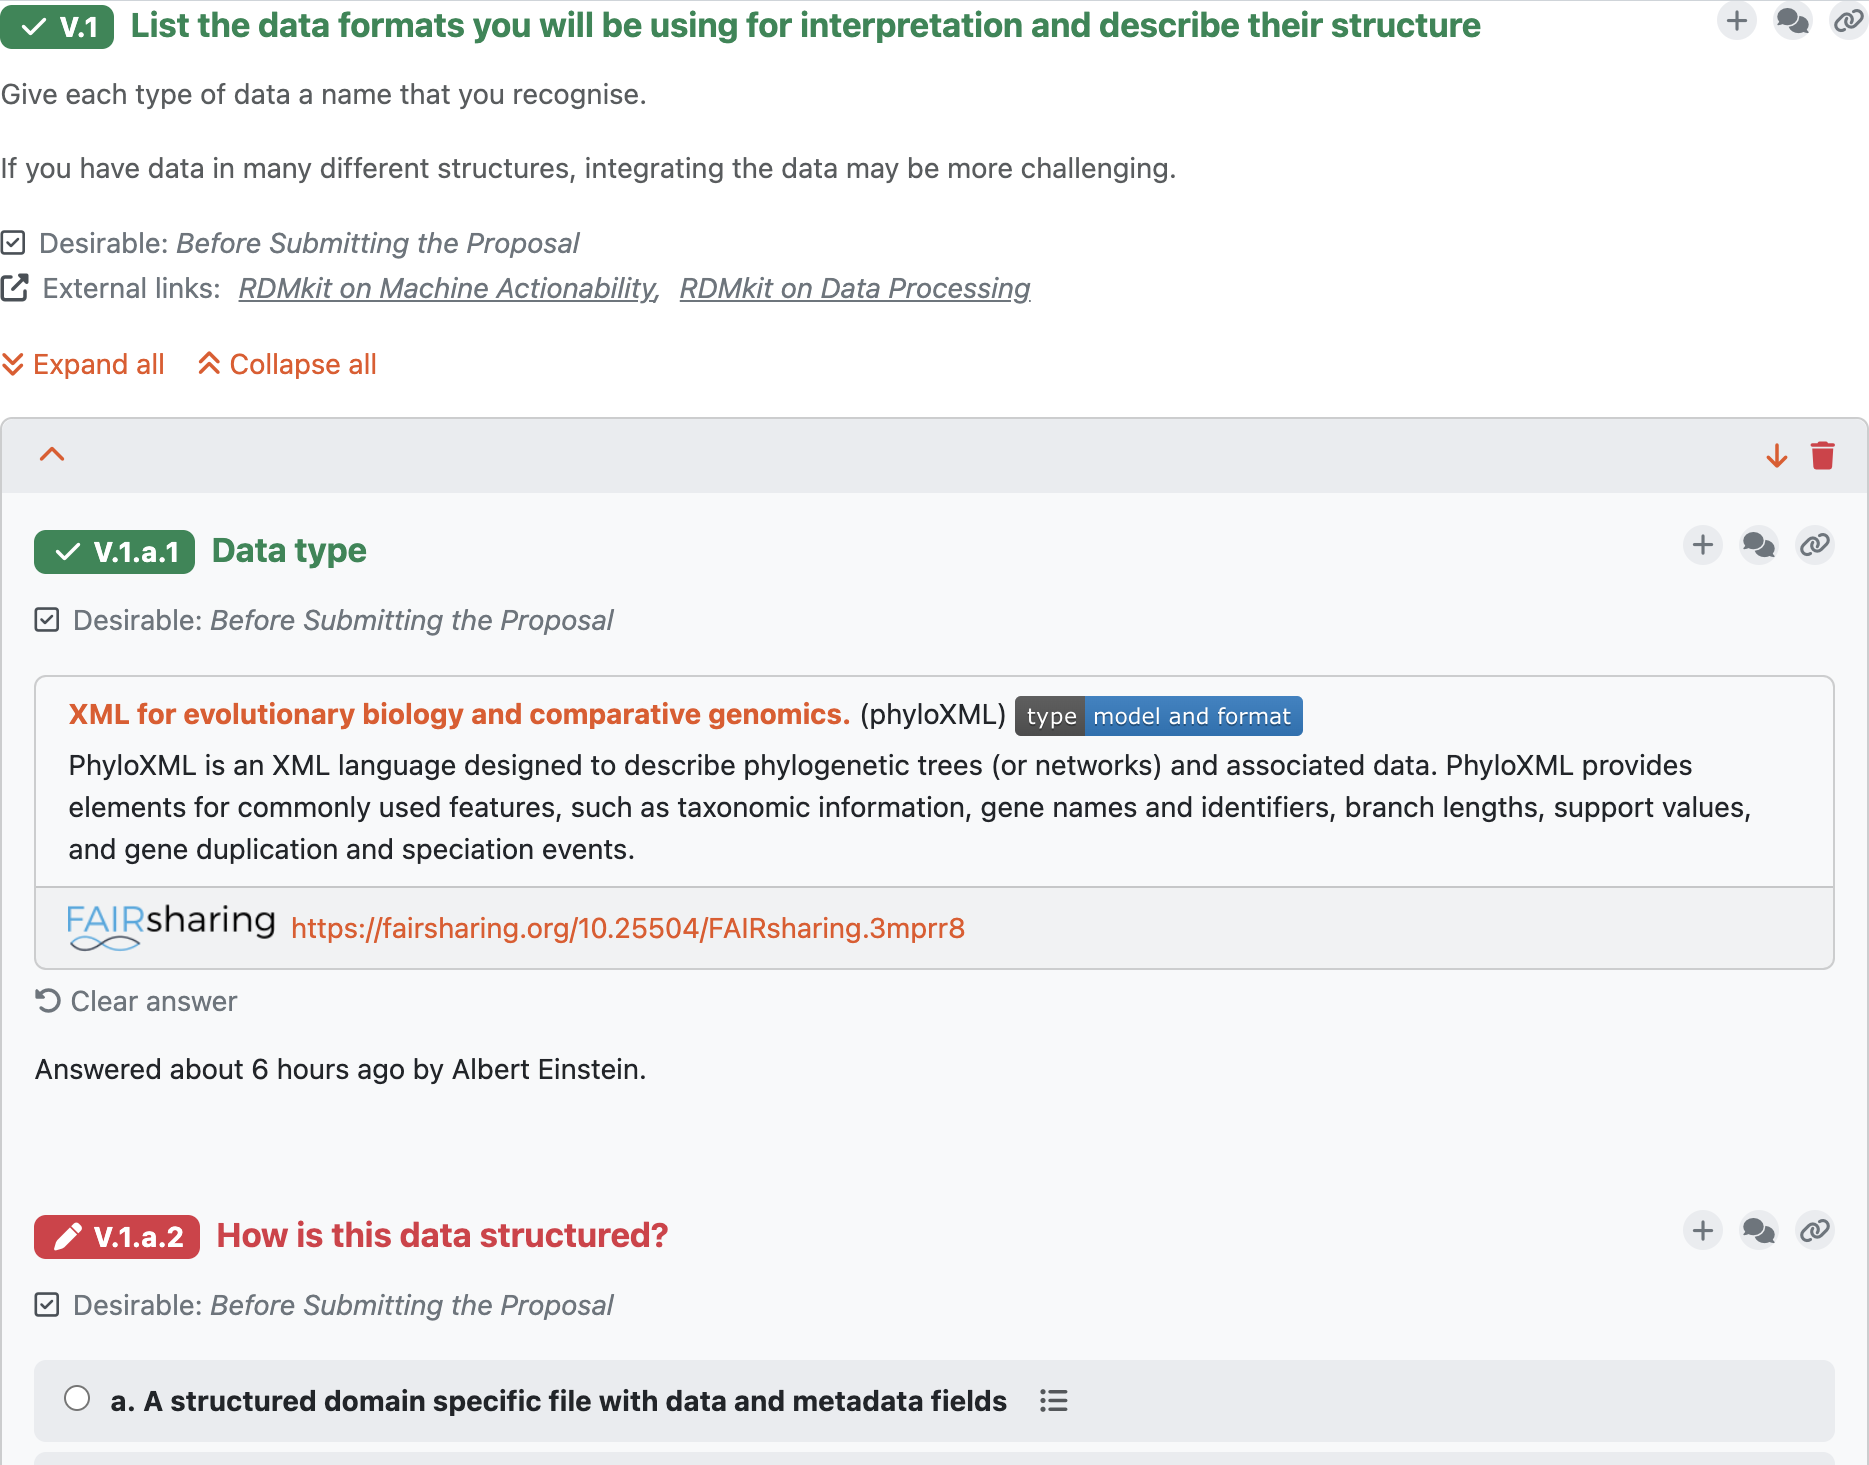 V.1 List the data formats you will be using for interpretation and describe their structure
Give each type of data a name that you recognise.
If you have data in many different structures, integrating the data may be more challenging.
Desirable: Before Submitting the Proposal
External links: RDMkit on Machine Actionability, RDMkit on Data Processing
Expand all Collapse all
V.1.a.1 Data type
Desirable: Before Submitting the Proposal
XML for evolutionary biology and comparative genomics. (phyloXML) type model and format
PhyloXML is an XML language designed to describe phylogenetic trees (or networks) and associated data. PhyloXML provides
elements for commonly used features, such as taxonomic information, gene names and identifiers, branch lengths, support values,
and gene duplication and speciation events.
FAIRsharing https://fairsharing.org/10.25504/FAIRsharing.3mprr8
Clear answer
Answered about 6 hours ago by Albert Einstein.
V.1.a.2 How is this data structured?
Desirable: Before Submitting the Proposal
a. A structured domain specific file with data and metadata fields